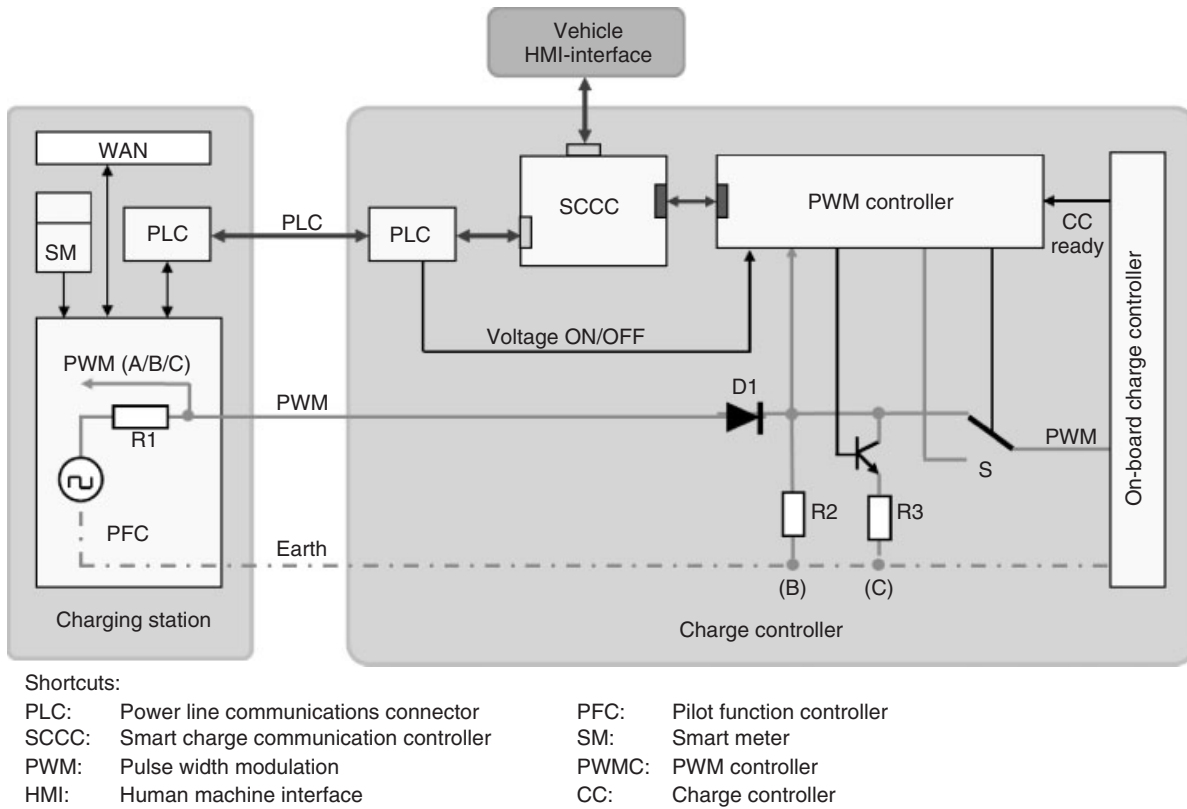 Vehicle
HMI-interface
WAN
SM
PLC
PLC
PLC
SCCC
PWM controller
CC
ready
On-board charge controller
Voltage ON/OFF
PWM (A/B/C)
R1
PWM
D1
S
PWM
PFC
R2
R3
Earth
(B)
(C)
Charging station
Charge controller
Shortcuts:
PLC: Power line communications connector
SCCC: Smart charge communication controller
PWM: Pulse width modulation
HMI: Human machine interface
PFC: Pilot function controller
SM: Smart meter
PWMC: PWM controller
CC: Charge controller